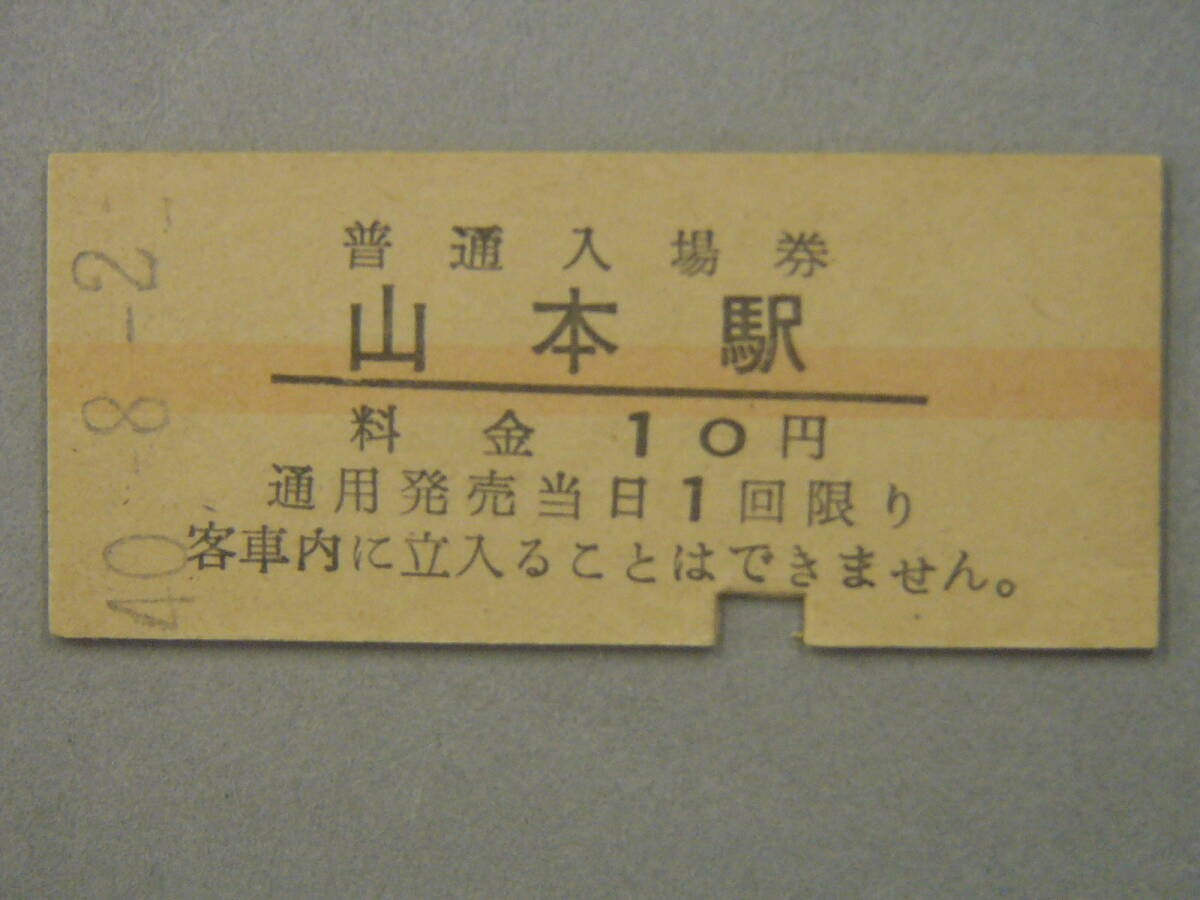 普通入場券
山本駅
料金10円
通用発売当日1回限り
客車内に立入ることはできません。
40-8-2